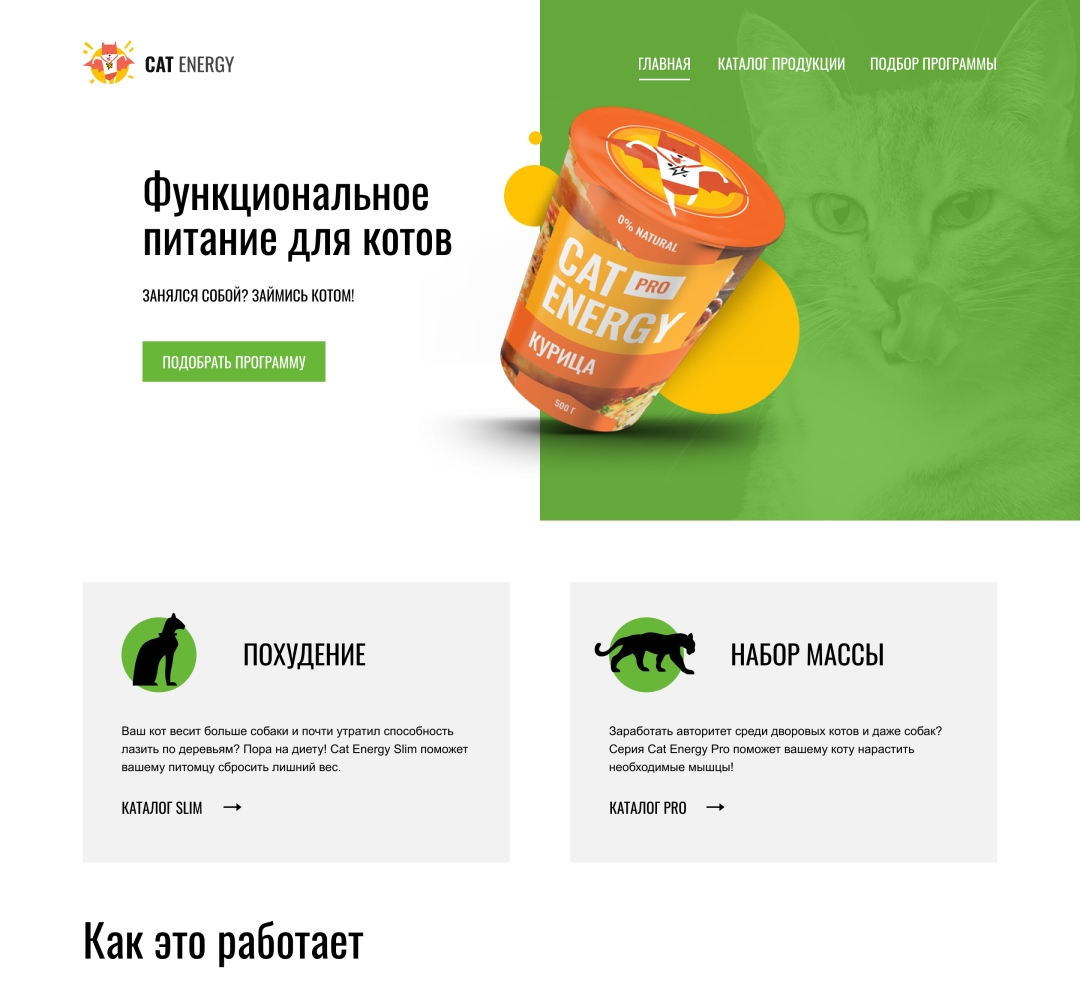 CAT ENERGY
ГЛАВНАЯ
КАТАЛОГ ПРОДУКЦИИ
ПОДБОР ПРОГРАММЫ
Функциональное
питание для котов
ЗАНЯЛСЯ СОБОЙ? ЗАЙМИСЬ КОТОМ!
ПОДОБРАТЬ ПРОГРАММУ
0% NATURAL
CAT PRO
ENERGY
КУРИЦА
500 Г
ПОХУДЕНИЕ
Ваш кот весит больше собаки и почти утратил способность
лазить по деревьям? Пора на диету! Cat Energy Slim поможет
вашему питомцу сбросить лишний вес.
КАТАЛОГ SLIM
НАБОР МАССЫ
Заработать авторитет среди дворовых котов и даже собак?
Серия Cat Energy Pro поможет вашему коту нарастить
необходимые мышцы!
КАТАЛОГ PRO
Как это работает